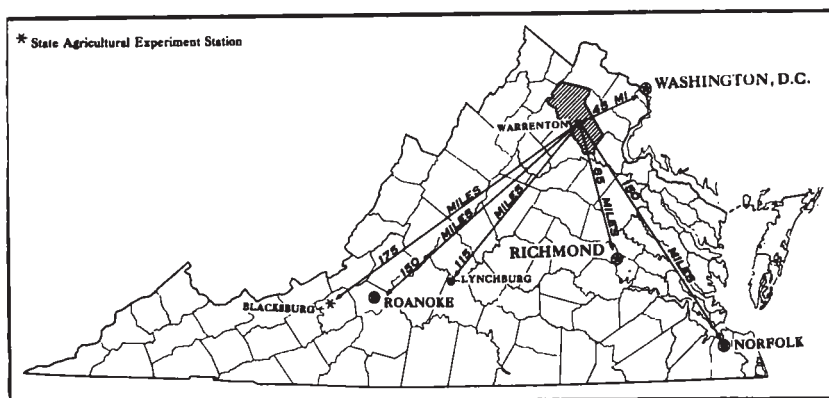 * State Agricultural Experiment Station
WASHINGTON, D.C.
45 MI.
WARRENTON
175 MILES
150 MILES
115 MILES
85 MILES
150 MILES
RICHMOND
LYNCHBURG
BLACKSBURG
*
ROANOKE
NORFOLK